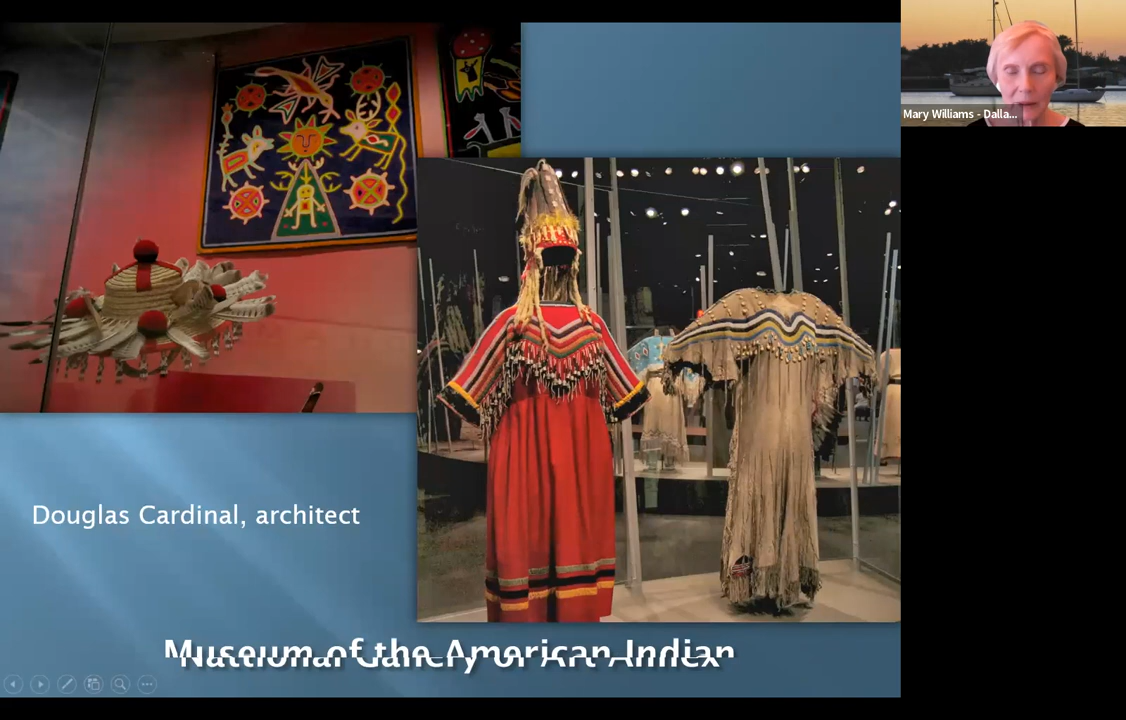 Mary Williams - Dalla...
Douglas Cardinal, architect
Museum of the American Indian